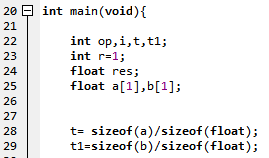 20 int main(void){
21
22 int op,i,t,t1;
23 int r=1;
24 float res;
25 float a[1],b[1];
26
27
28 t= sizeof(a)/sizeof(float);
29 t1=sizeof(b)/sizeof(float);